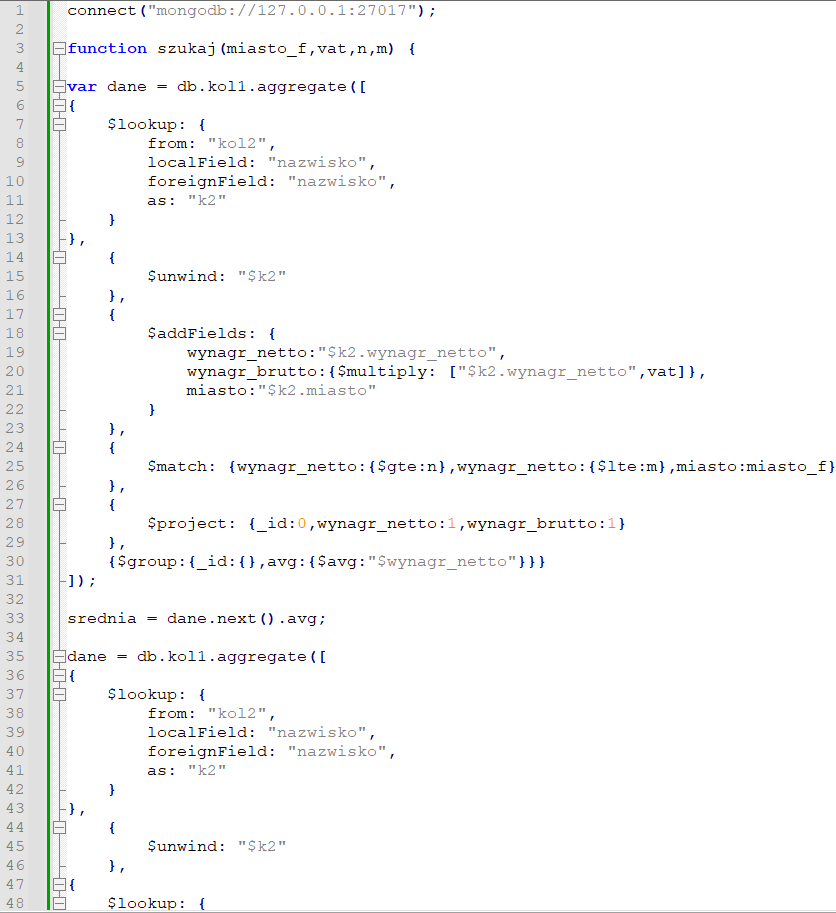 1 connect("mongodb://127.0.0.1:27017");
2
3 function szukaj(miasto_f,vat,n,m) {
4
5 var dane = db.kol1.aggregate([
6 {
7 $lookup: {
8 from: "kol2",
9 localField: "nazwisko",
10 foreignField: "nazwisko",
11 as: "k2"
12 }
13 },
14 {
15 $unwind: "$k2"
16 },
17 {
18 $addFields: {
19 wynagr_netto:"$k2.wynagr_netto",
20 wynagr_brutto:{$multiply: ["$k2.wynagr_netto",vat]},
21 miasto:"$k2.miasto"
22 }
23 },
24 {
25 $match: {wynagr_netto:{$gte:n},wynagr_netto:{$lte:m},miasto:miasto_f}
26 },
27 {
28 $project: {_id:0,wynagr_netto:1,wynagr_brutto:1}
29 },
30 {$group:{_id:{},avg:{$avg:"$wynagr_netto"}}}
31 ]);
32
33 srednia = dane.next().avg;
34
35 dane = db.kol1.aggregate([
36 {
37 $lookup: {
38 from: "kol2",
39 localField: "nazwisko",
40 foreignField: "nazwisko",
41 as: "k2"
42 }
43 },
44 {
45 $unwind: "$k2"
46 },
47 {
48 $lookup: {